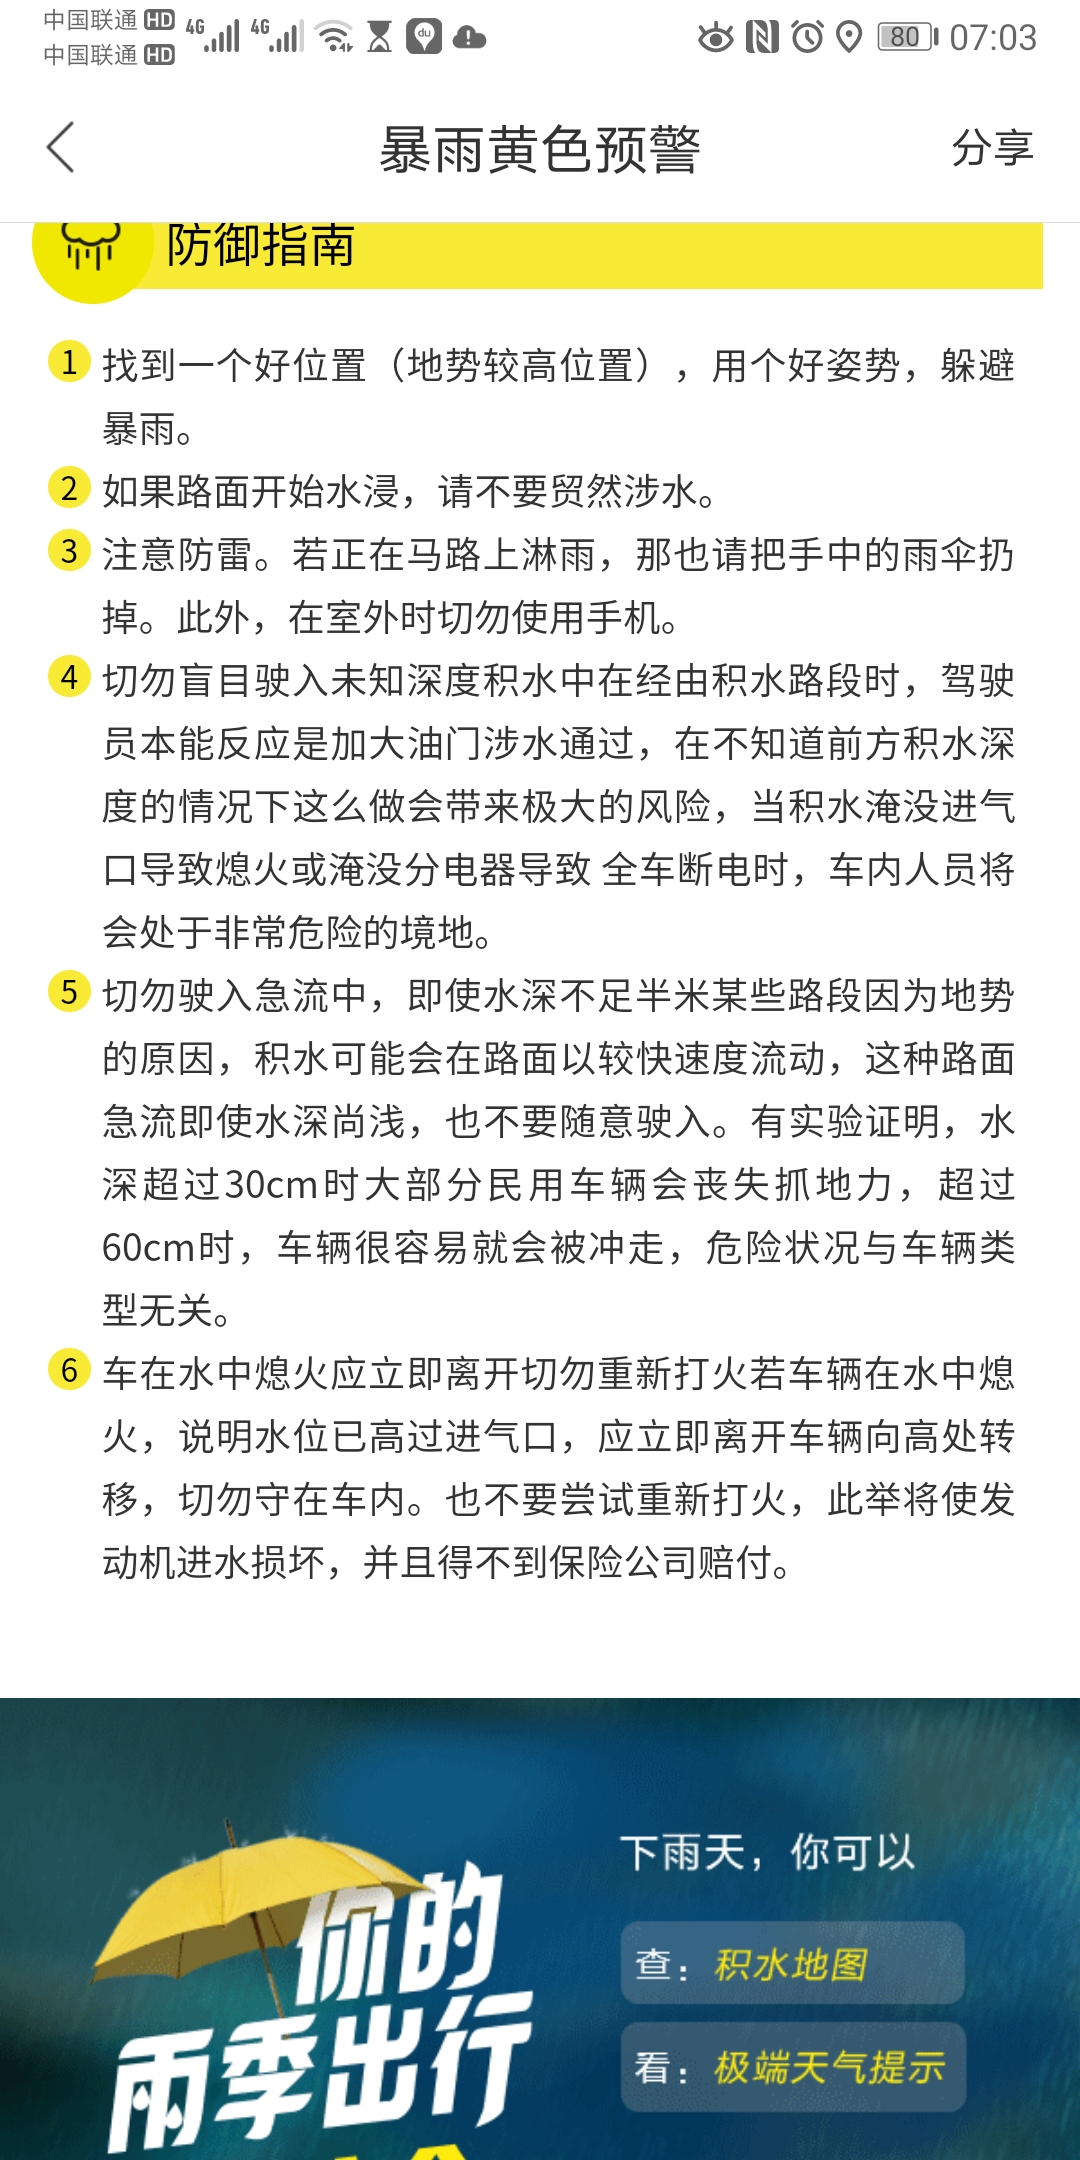 中国联通 HD 4G 4G 80 07:03
中国联通 HD
暴雨黄色预警
分享
防御指南
1 找到一个好位置（地势较高位置），用个好姿势，躲避
暴雨。
2 如果路面开始水浸，请不要贸然涉水。
3 注意防雷。若正在马路上淋雨，那也请把手中的雨伞扔
掉。此外，在室外时切勿使用手机。
4 切勿盲目驶入未知深度积水中在经由积水路段时，驾驶
员本能反应是加大油门涉水通过，在不知道前方积水深
度的情况下这么做会带来极大的风险，当积水淹没进气
口导致熄火或淹没分电器导致 全车断电时，车内人员将
会处于非常危险的境地。
5 切勿驶入急流中，即使水深不足半米某些路段因为地势
的原因，积水可能会在路面以较快速度流动，这种路面
急流即使水深尚浅，也不要随意驶入。有实验证明，水
深超过30cm时大部分民用车辆会丧失抓地力，超过
60cm时，车辆很容易就会被冲走，危险状况与车辆类
型无关。
6 车在水中熄火应立即离开切勿重新打火若车辆在水中熄
火，说明水位已高过进气口，应立即离开车辆向高处转
移，切勿守在车内。也不要尝试重新打火，此举将使发
动机进水损坏，并且得不到保险公司赔付。
你的
雨季出行
下雨天，你可以
查：积水地图
看：极端天气提示